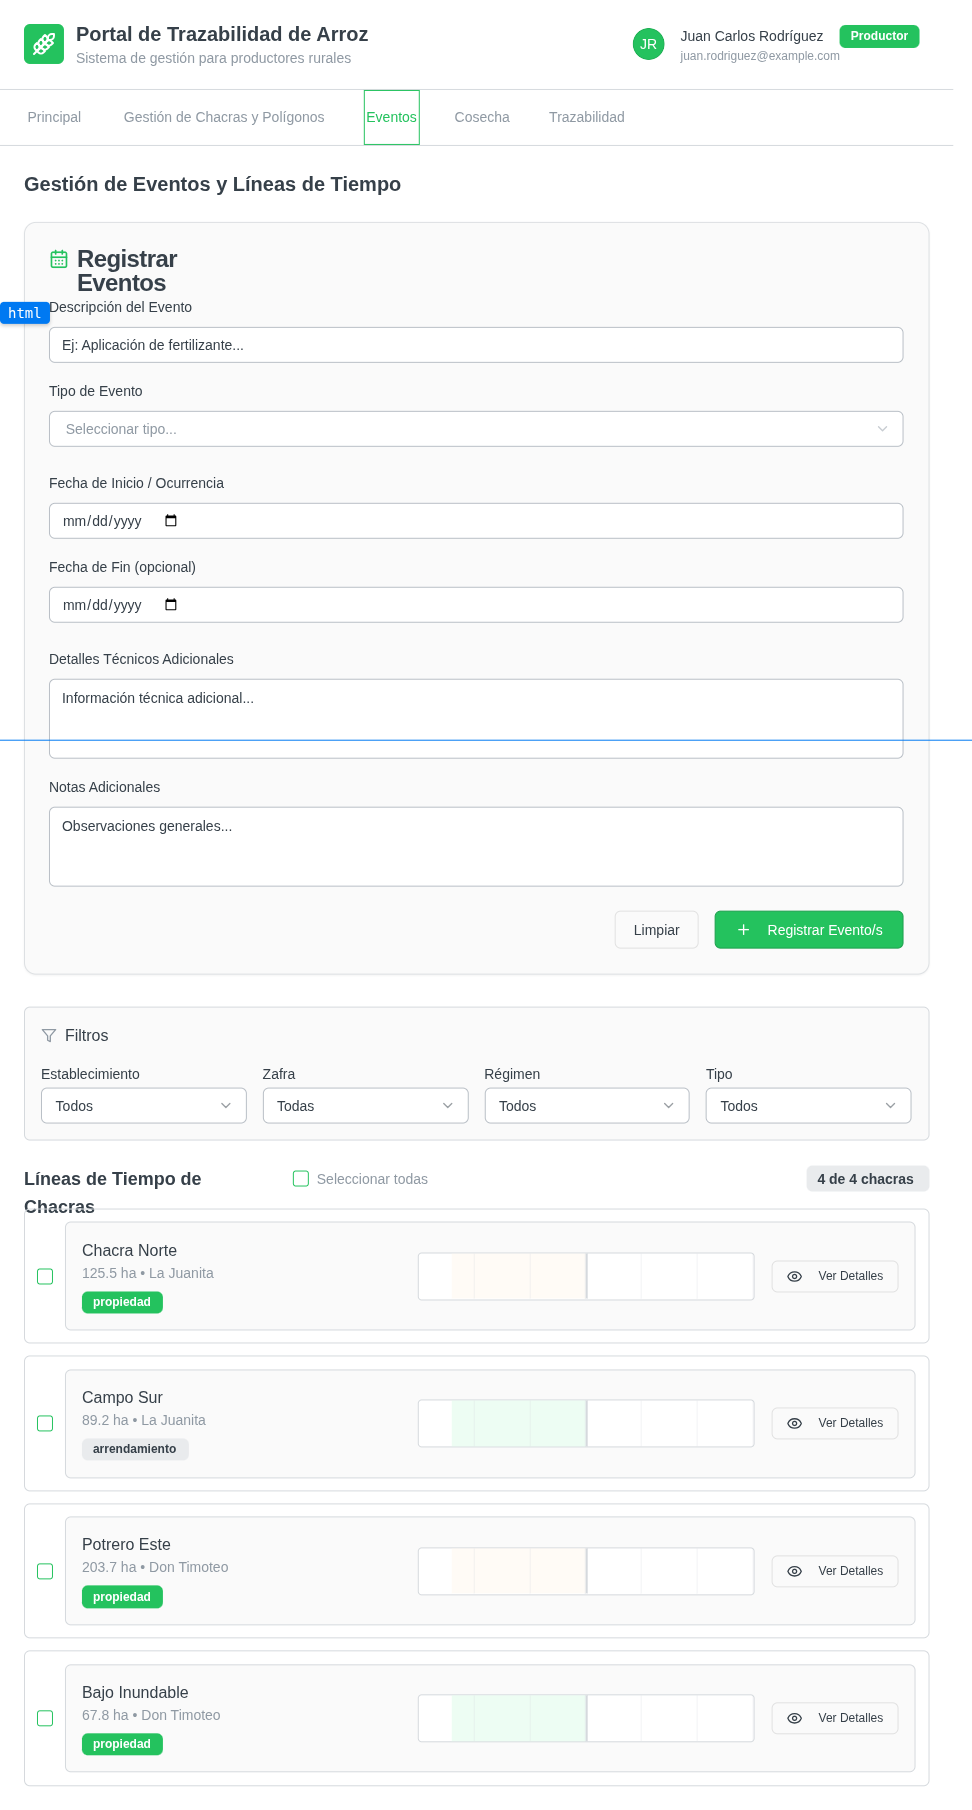 Portal de Trazabilidad de Arroz
Sistema de gestión para productores rurales
JR
Juan Carlos Rodríguez
Productor
juan.rodriguez@example.com
Principal
Gestión de Chacras y Polígonos
Eventos
Cosecha
Trazabilidad
Gestión de Eventos y Líneas de Tiempo
Registrar
Eventos
html
Descripción del Evento
Ej: Aplicación de fertilizante...
Tipo de Evento
Seleccionar tipo...
Fecha de Inicio / Ocurrencia
mm/dd/yyyy
Fecha de Fin (opcional)
mm/dd/yyyy
Detalles Técnicos Adicionales
Información técnica adicional...
Notas Adicionales
Observaciones generales...
Limpiar
Registrar Evento/s
Filtros
Establecimiento
Zafra
Régimen
Tipo
Todos
Todas
Todos
Todos
Líneas de Tiempo de
Chacras
Seleccionar todas
4 de 4 chacras
Chacra Norte
125.5 ha • La Juanita
propiedad
Ver Detalles
Campo Sur
89.2 ha • La Juanita
arrendamiento
Ver Detalles
Potrero Este
203.7 ha • Don Timoteo
propiedad
Ver Detalles
Bajo Inundable
67.8 ha • Don Timoteo
propiedad
Ver Detalles